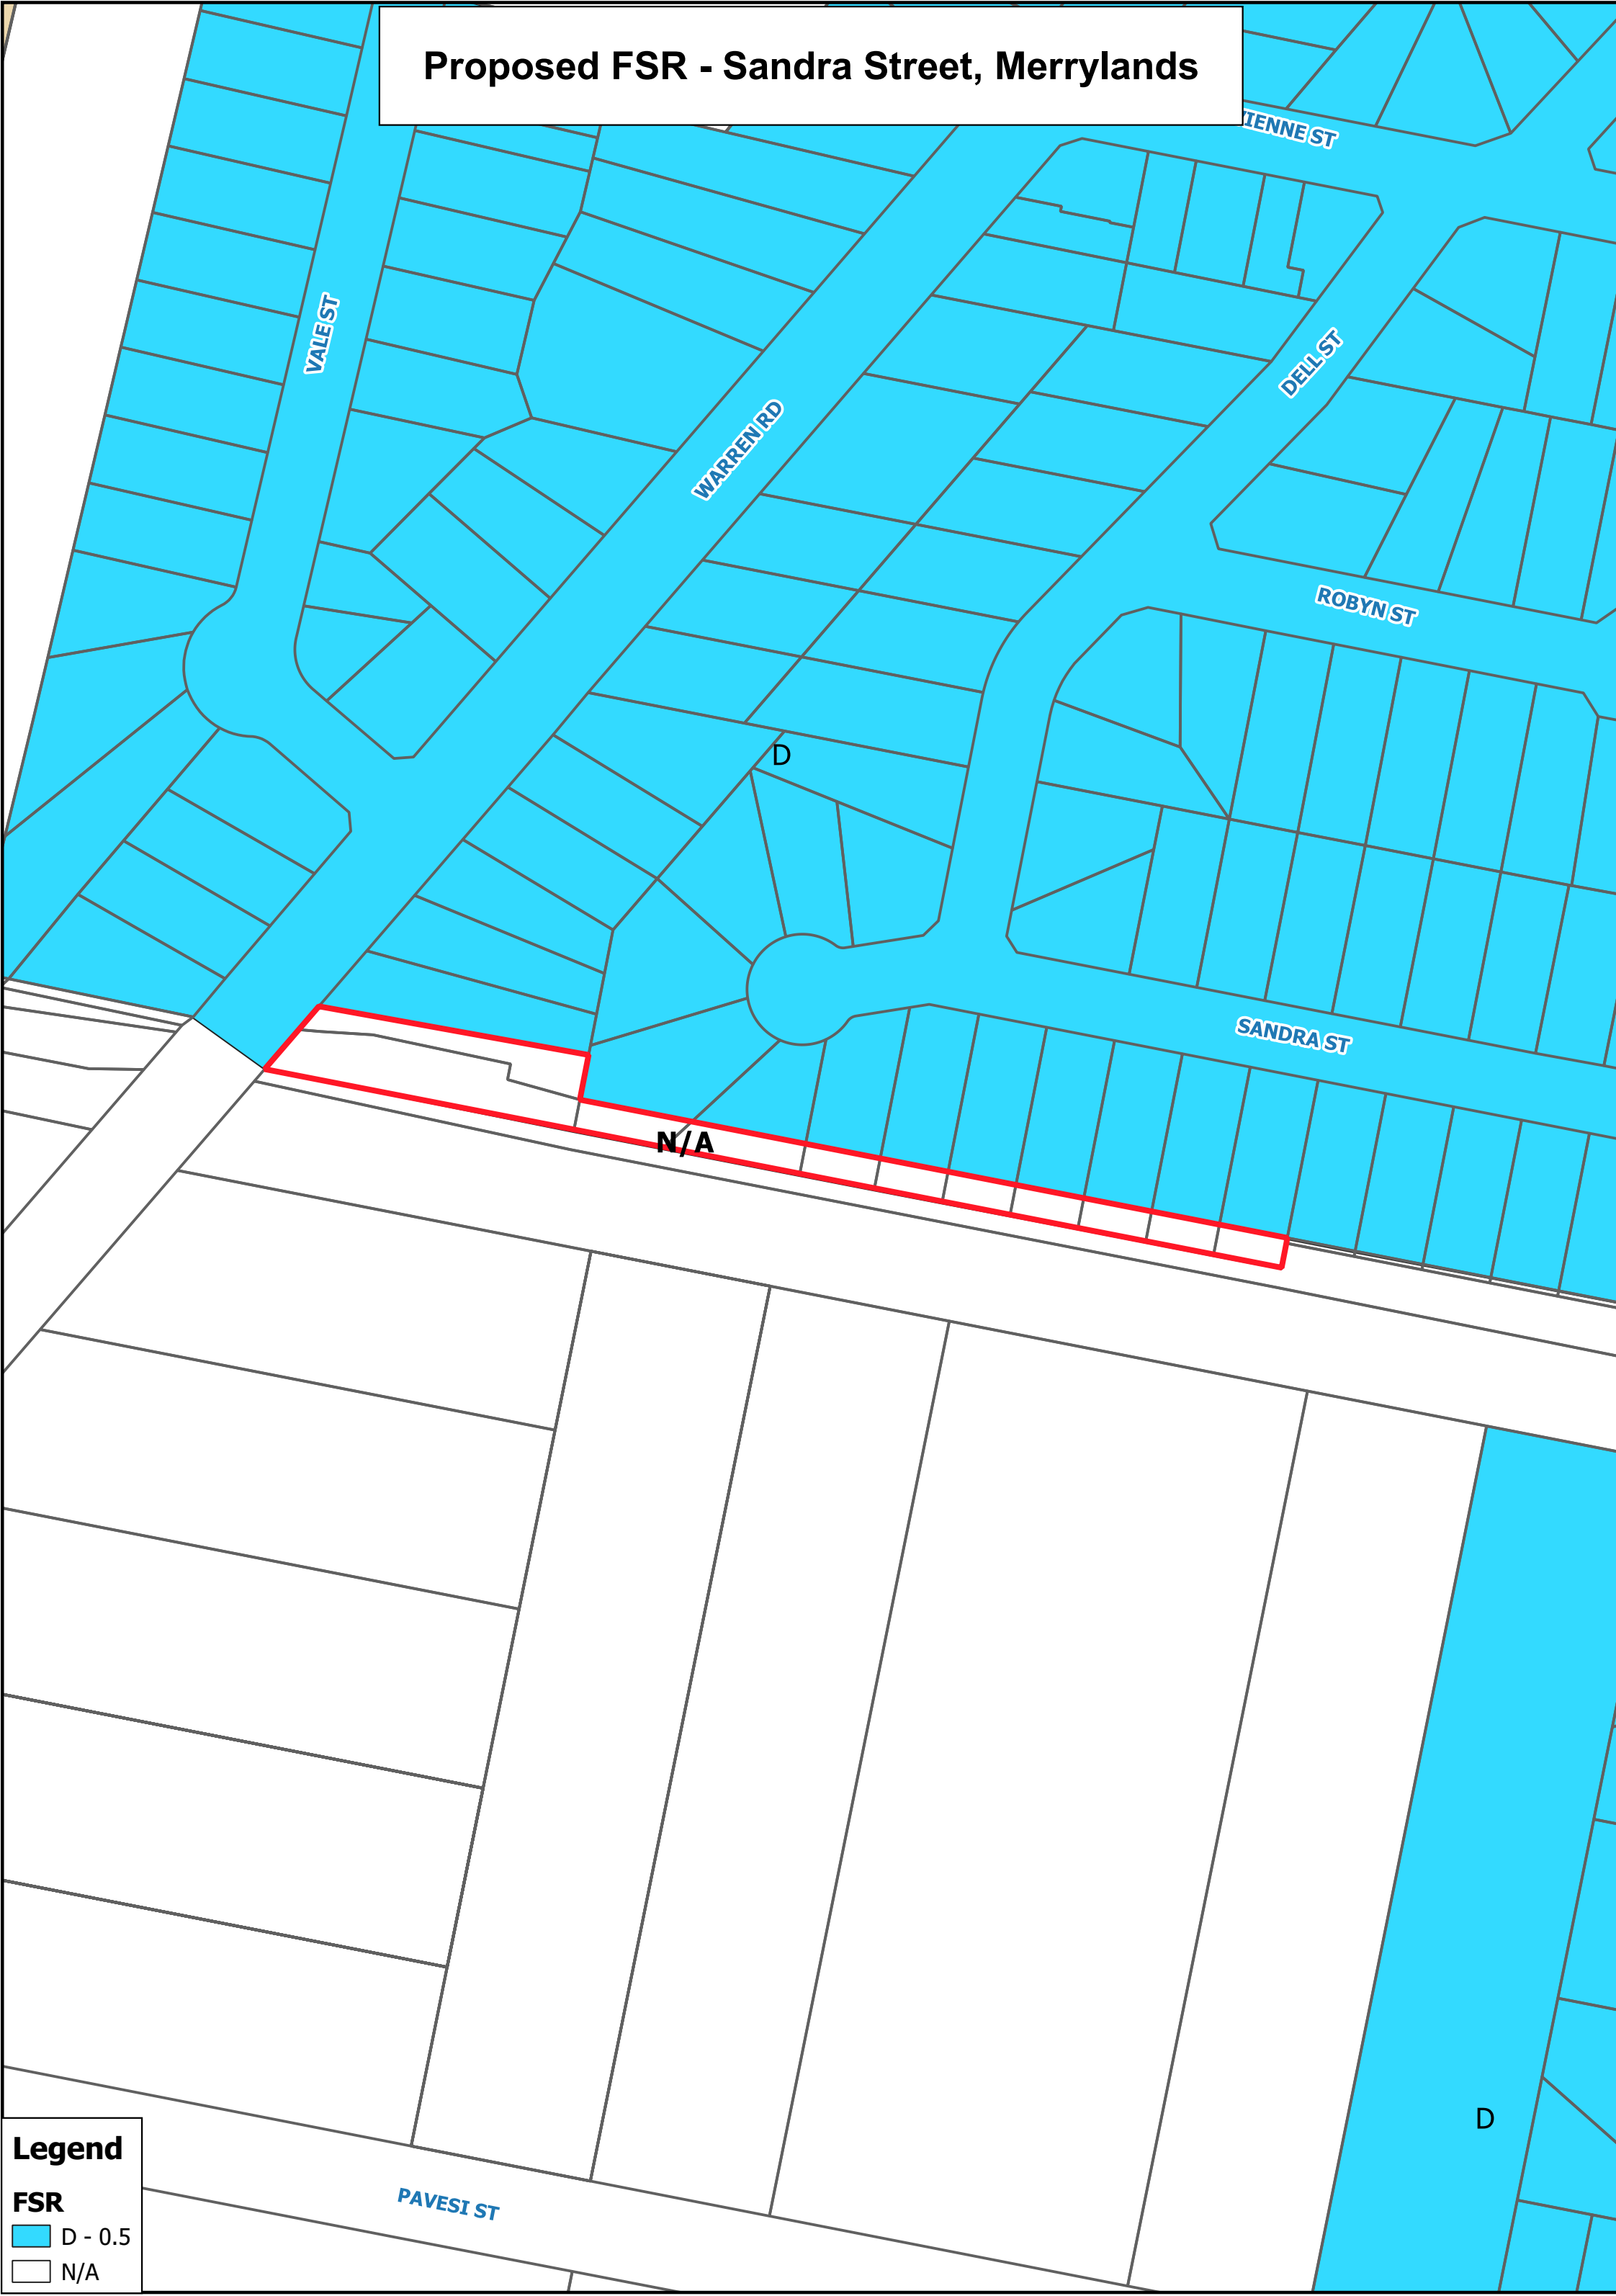 Proposed FSR - Sandra Street, Merrylands
IENNE ST
VALE ST
DELL ST
WARREN RD
ROBYN ST
D
SANDRA ST
N/A
D
PAVESI ST
Legend
FSR
D - 0.5
N/A